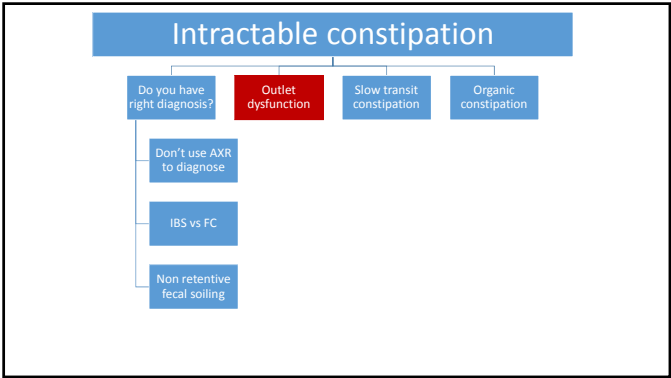 Intractable constipation
Do you have
right diagnosis?
Outlet
dysfunction
Slow transit
constipation
Organic
constipation
Don't use AXR
to diagnose
IBS vs FC
Non retentive
fecal soiling